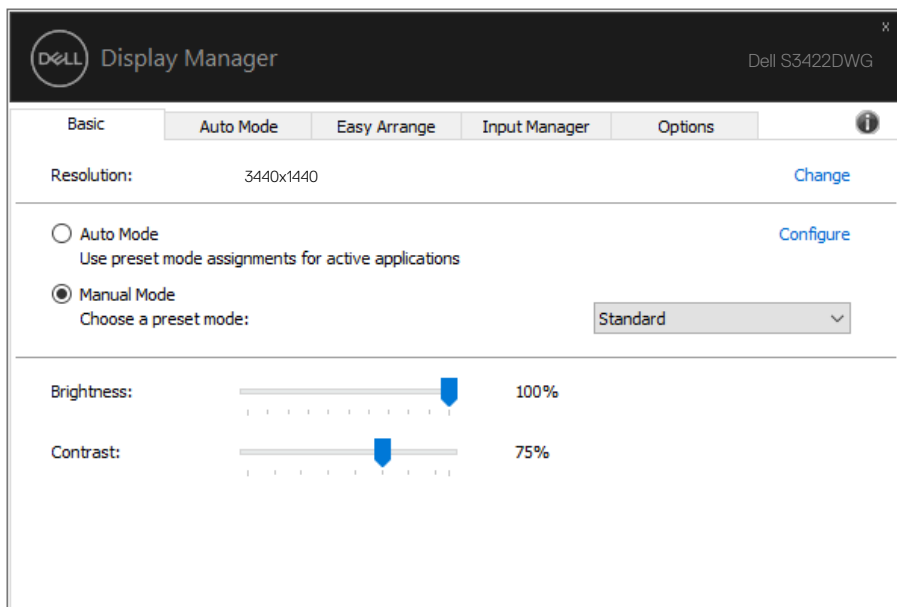 x
DELL Display Manager
Dell S3422DWG
Basic Auto Mode Easy Arrange Input Manager Options i
Resolution: 3440x1440 Change
Auto Mode Configure
Use preset mode assignments for active applications
Manual Mode
Choose a preset mode: Standard
Brightness: 100%
Contrast: 75%